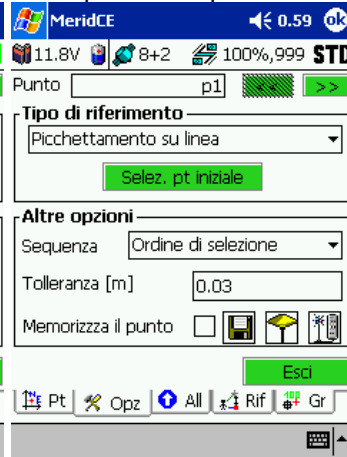 MeridCE 0.59 ok
11.8V 8+2 100%,999 STD
Punto p1 << >>
Tipo di riferimento
Picchettamento su linea
Selez. pt iniziale
Altre opzioni
Sequenza Ordine di selezione
Tolleranza [m] 0.03
Memorizzza il punto
Esci
Pt Opz All Rif Gr